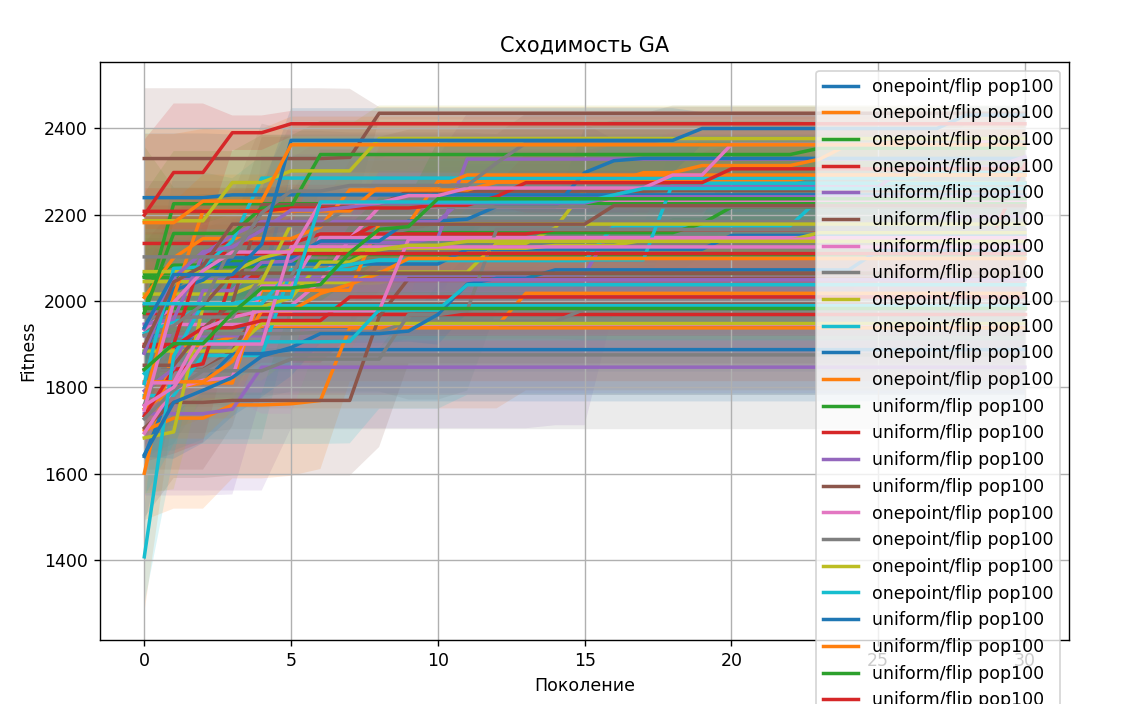 Сходимость GA
Fitness
2400
2200
2000
1800
1600
1400
0
5
10
15
20
25
30
Поколение
onepoint/flip pop100
onepoint/flip pop100
onepoint/flip pop100
onepoint/flip pop100
uniform/flip pop100
uniform/flip pop100
uniform/flip pop100
uniform/flip pop100
onepoint/flip pop100
onepoint/flip pop100
onepoint/flip pop100
onepoint/flip pop100
uniform/flip pop100
uniform/flip pop100
uniform/flip pop100
uniform/flip pop100
onepoint/flip pop100
onepoint/flip pop100
onepoint/flip pop100
onepoint/flip pop100
uniform/flip pop100
uniform/flip pop100
uniform/flip pop100
uniform/flip pop100